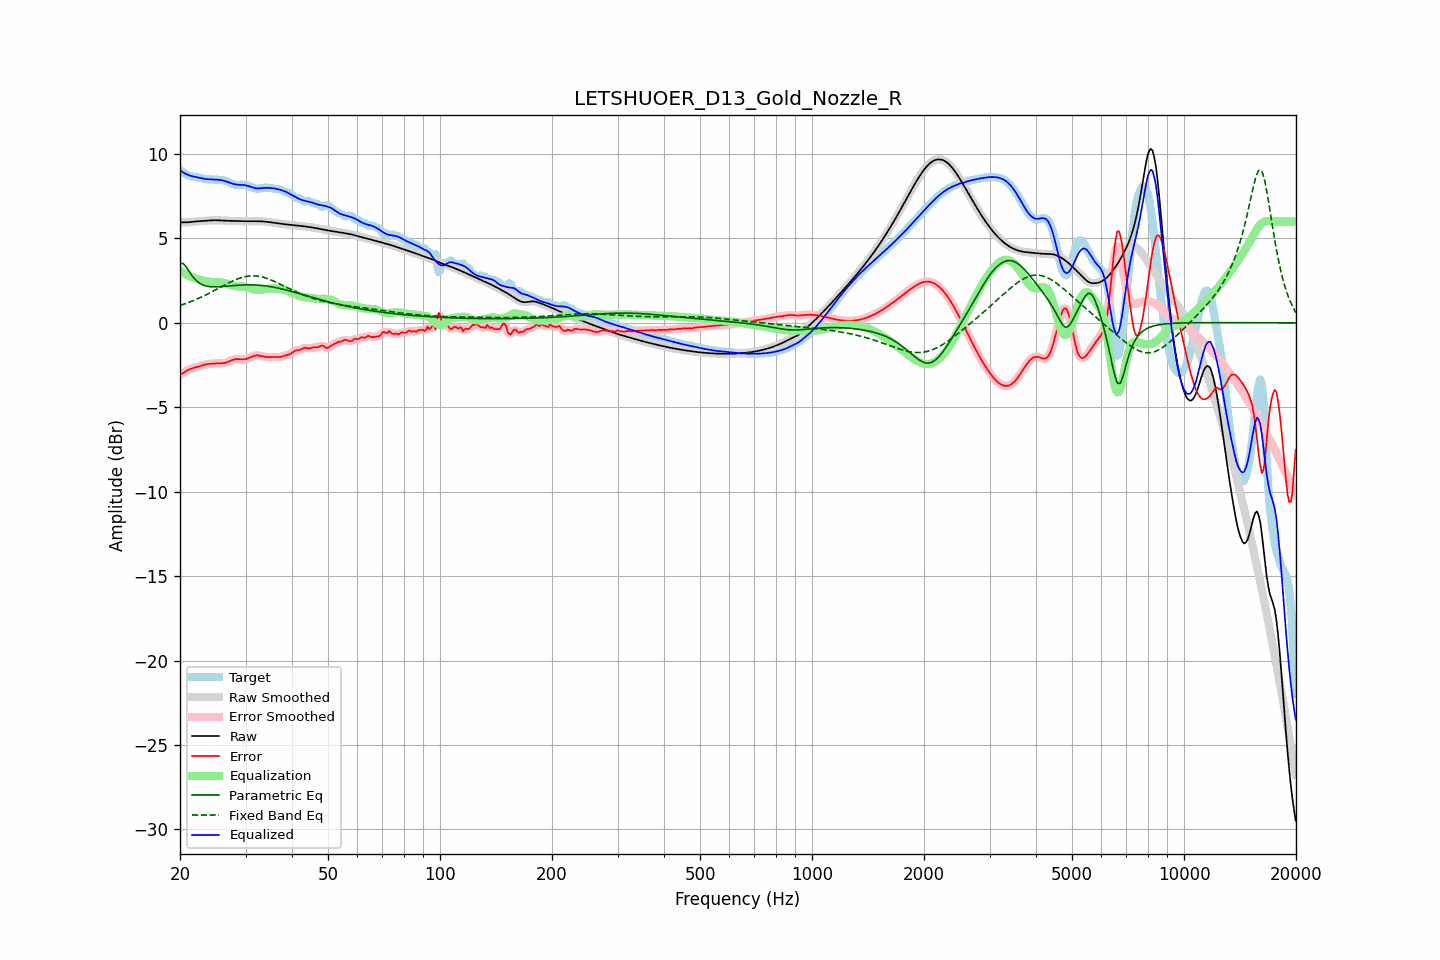 LETSHUOER_D13_Gold_Nozzle_R
10
5
0
−5
−10
−15
−20
−25
−30
Amplitude (dBr)
Target
Raw Smoothed
Error Smoothed
Raw
Error
Equalization
Parametric Eq
Fixed Band Eq
Equalized
20
50
100
200
500
1000
2000
5000
10000
20000
Frequency (Hz)